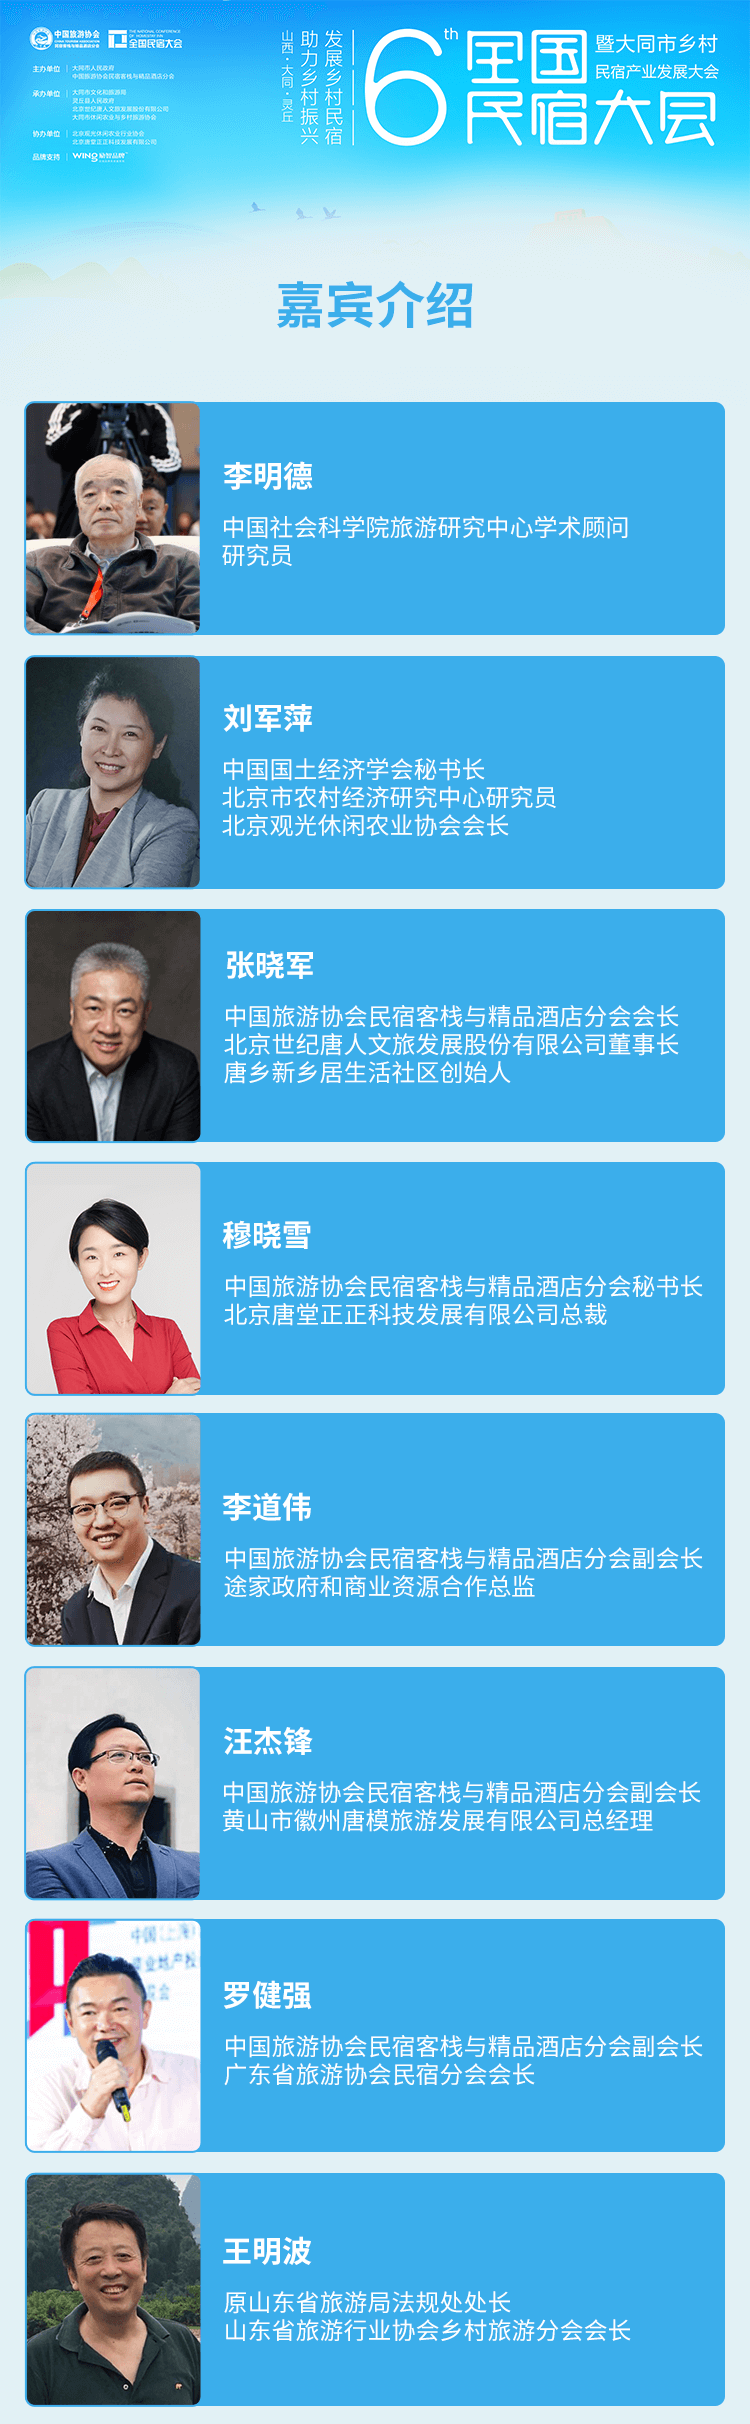 中国旅游协会
民宿客栈与精品酒店分会
THE NATIONAL CONFERENCE
OF HOMESTAY INN
全国民宿大会
主办单位
大同市人民政府
中国旅游协会民宿客栈与精品酒店分会
承办单位
大同市文化和旅游局
灵丘县人民政府
北京世纪唐人文旅发展股份有限公司
大同市休闲农业与乡村旅游协会
协办单位
北京观光休闲农业行业协会
北京唐堂正正科技发展有限公司
品牌支持
发展乡村民宿
助力乡村振兴
山西·大同·灵丘
6th
全国
民宿大会
暨大同市乡村
民宿产业发展大会
嘉宾介绍
李明德
中国社会科学院旅游研究中心学术顾问
研究员
刘军萍
中国国土经济学会秘书长
北京市农村经济研究中心研究员
北京观光休闲农业协会会长
张晓军
中国旅游协会民宿客栈与精品酒店分会会长
北京世纪唐人文旅发展股份有限公司董事长
唐乡新乡居生活社区创始人
穆晓雪
中国旅游协会民宿客栈与精品酒店分会秘书长
北京唐堂正正科技发展有限公司总裁
李道伟
中国旅游协会民宿客栈与精品酒店分会副会长
途家政府和商业资源合作总监
汪杰锋
中国旅游协会民宿客栈与精品酒店分会副会长
黄山市徽州唐模旅游发展有限公司总经理
罗健强
中国旅游协会民宿客栈与精品酒店分会副会长
广东省旅游协会民宿分会会长
王明波
原山东省旅游局法规处处长
山东省旅游行业协会乡村旅游分会会长